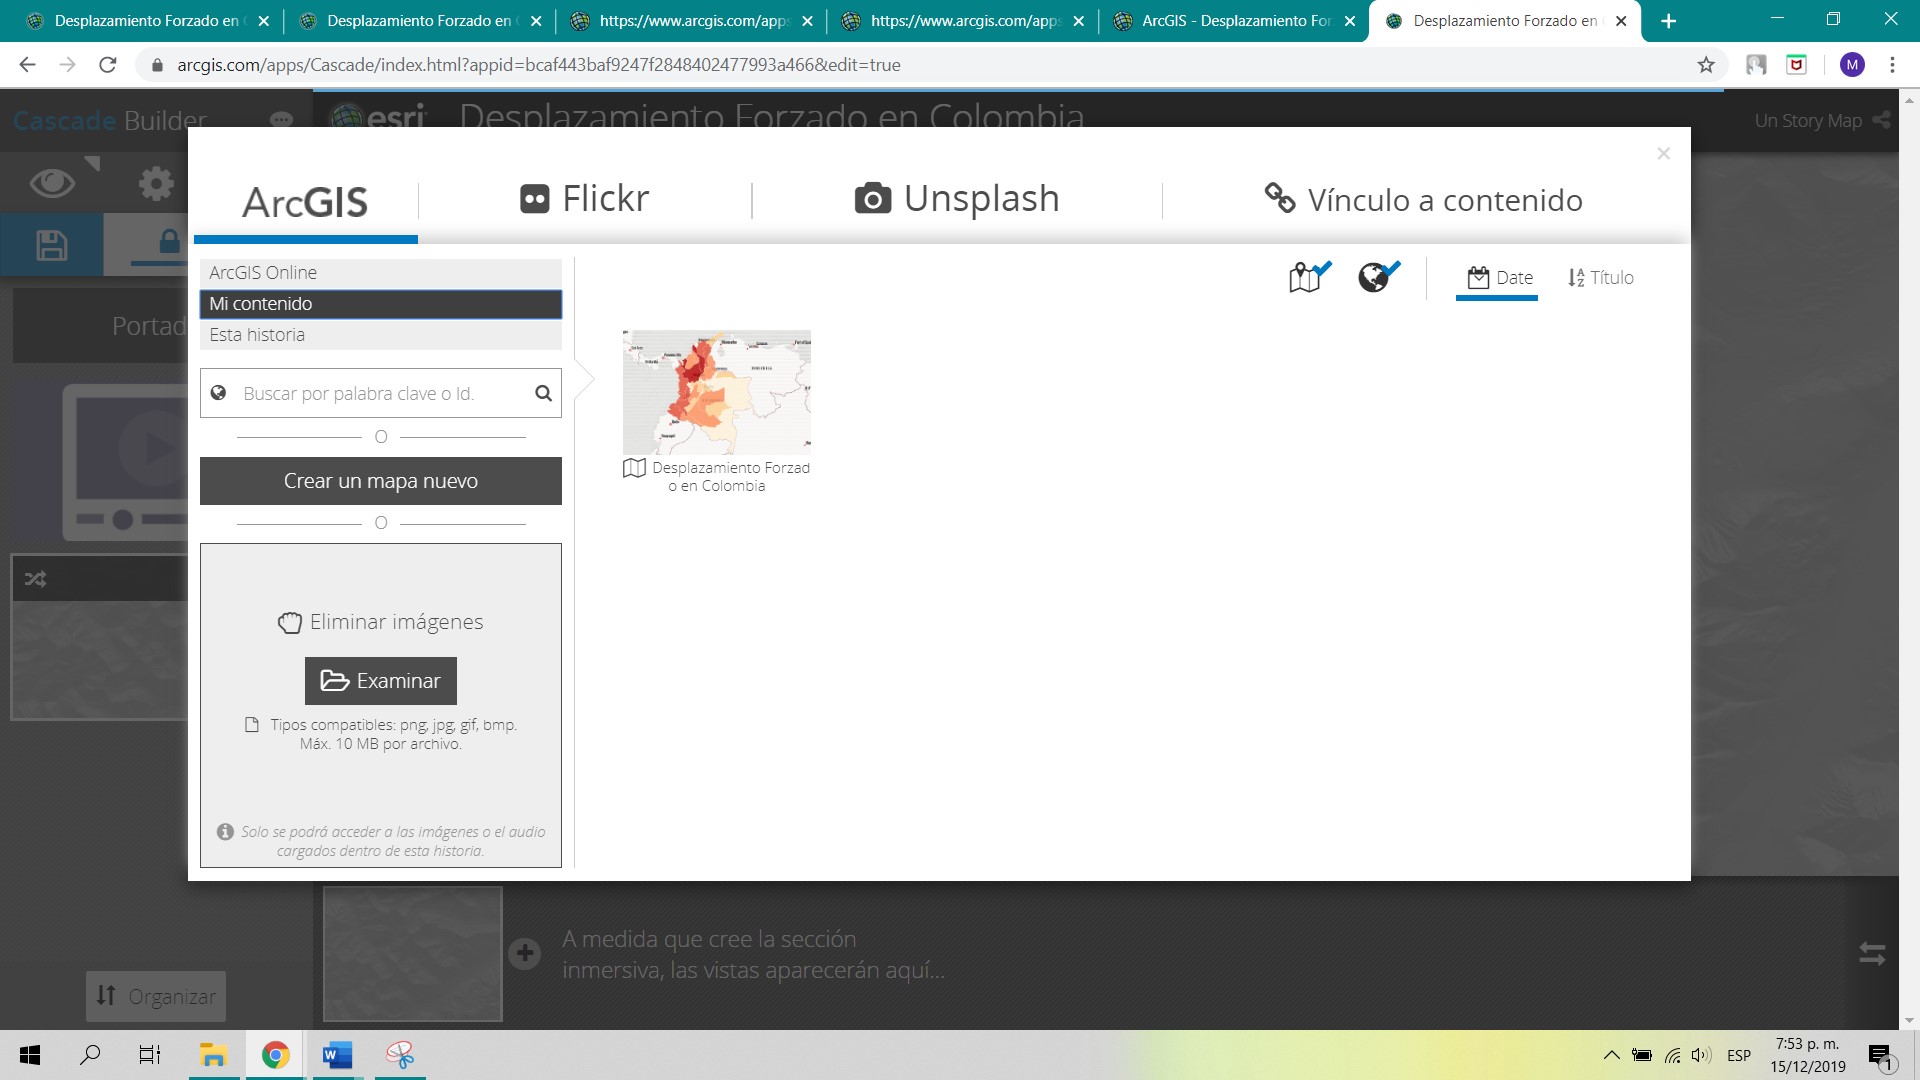 Desplazamiento Forzado en
Desplazamiento Forzado en
https://www.arcgis.com/apps
https://www.arcgis.com/apps
ArcGIS - Desplazamiento For
Desplazamiento Forzado en
arcgis.com/apps/Cascade/index.html?appid=bcaf443baf9247f2848402477993a466&edit=true
M
Cascade Builder
esri
Desplazamiento Forzado en Colombia
Un Story Map
ArcGIS
Flickr
Unsplash
Vínculo a contenido
ArcGIS Online
Mi contenido
Esta historia
Date
Título
Portad
Buscar por palabra clave o Id.
O
Crear un mapa nuevo
O
Desplazamiento Forzad
o en Colombia
Eliminar imágenes
Examinar
Tipos compatibles: png, jpg, gif, bmp.
Máx. 10 MB por archivo.
Solo se podrá acceder a las imágenes o el audio
cargados dentro de esta historia.
A medida que cree la sección
inmersiva, las vistas aparecerán aquí...
Organizar
ESP
7:53 p. m.
15/12/2019
1